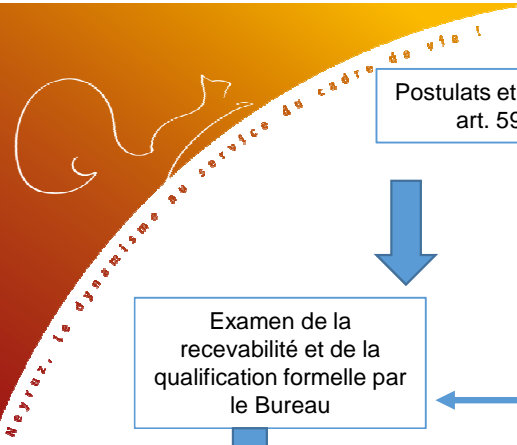 Neyruz, le dynamisme au service du cadre de vie !
Postulats et
art. 59
Examen de la
recevabilité et de la
qualification formelle par
le Bureau